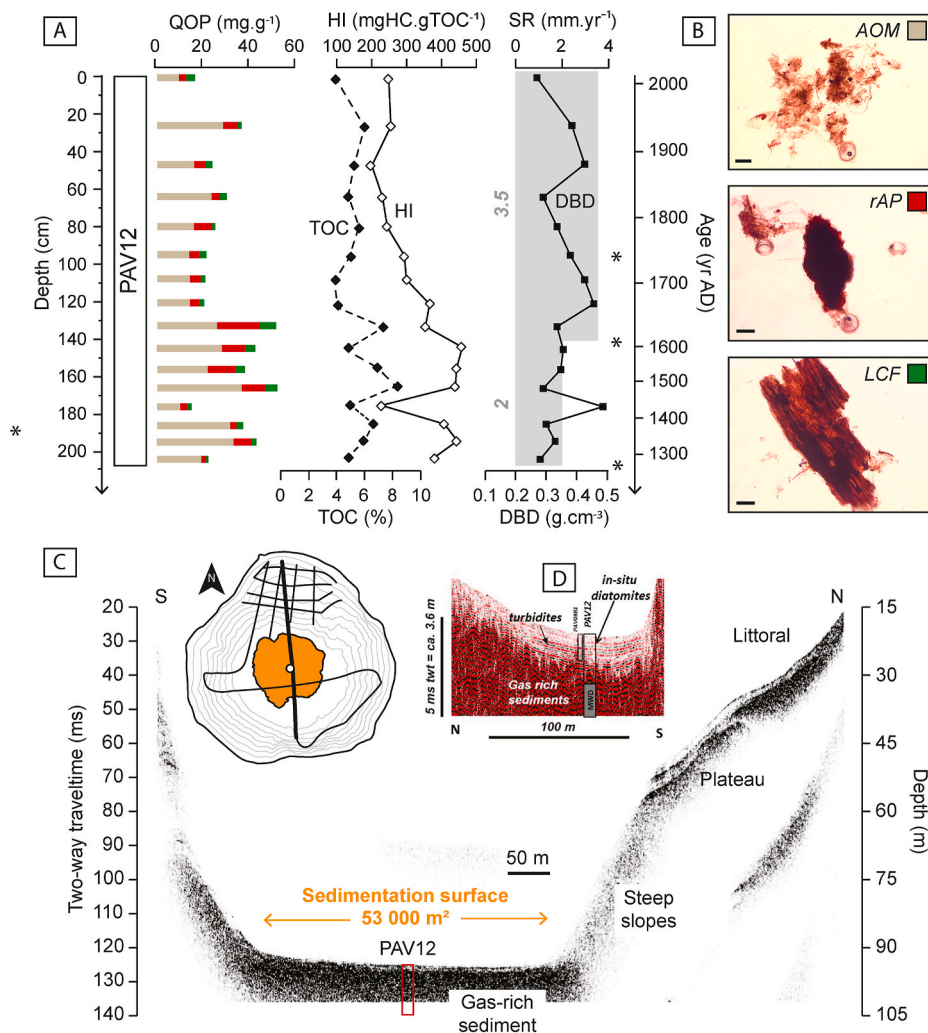 A
QOP (mg.g⁻¹)
HI (mgHC.gTOC⁻¹)
SR (mm.yr⁻¹)
B
0 20 40 60
100 200 300 400 500
0 2 4
Depth (cm)
0
20
40
60
80
100
120
140
160
180
200
*
PAV12
TOC
HI
DBD
3.5
2
*
*
*
2000
1900
1800
1700
1600
1500
1400
1300
Age (yr AD)
0 2 4 6 8 10
TOC (%)
0.1 0.2 0.3 0.4 0.5
DBD (g.cm⁻³)
AOM
rAP
LCF
C
S
N
D
N
20
30
40
50
60
70
80
90
100
110
120
130
140
Two-way traveltime (ms)
5 ms twt = ca. 3.6 m
turbidites
PAV12
in-situ
diatomites
Gas rich
sediments
MWD
N
S
100 m
Littoral
Plateau
Steep
slopes
50 m
Sedimentation surface
53 000 m²
PAV12
Gas-rich
sediment
15
25
30
45
60
75
90
105
Depth (m)